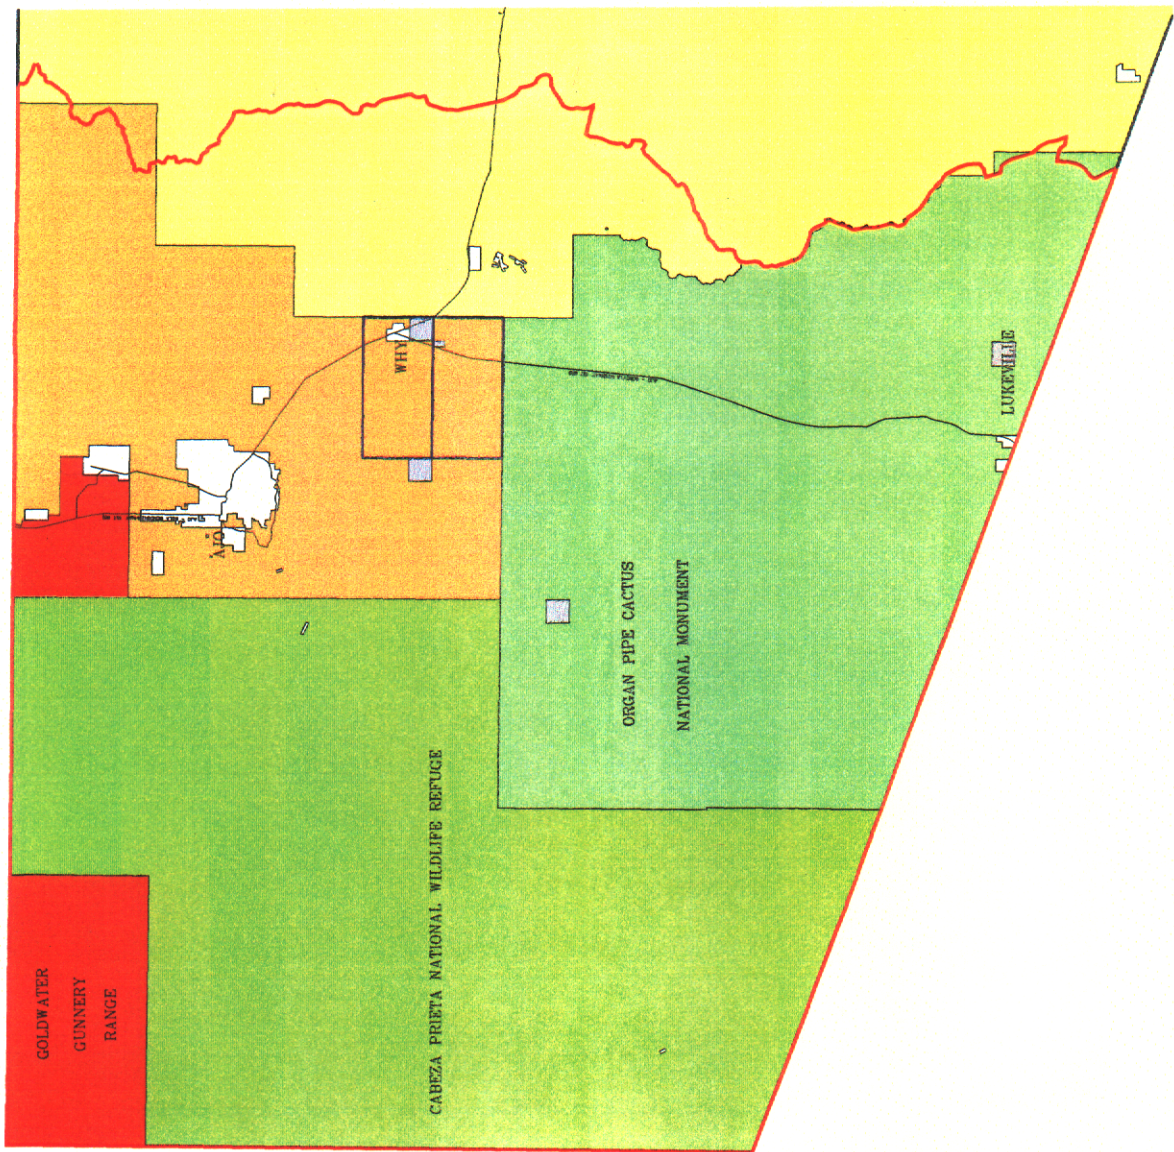 WHY
LUKEVILLE
AJO
ORGAN PIPE CACTUS
NATIONAL MONUMENT
CABEZA PRIETA NATIONAL WILDLIFE REFUGE
GOLDWATER
GUNNERY
RANGE